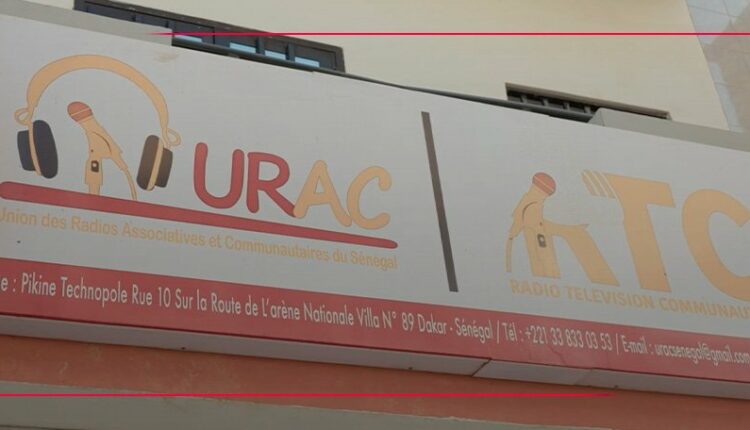 URAC
Union des Radios Associatives et Communautaires du Sénégal
RTC
RADIO TELEVISION
: Pikine Technopole Rue 10 Sur la Route de L'arène Nationale Villa N° 89 Dakar - Sénégal / Tél : +221 33 833 03 53 / E-mail : uracsenegal@gmail.com